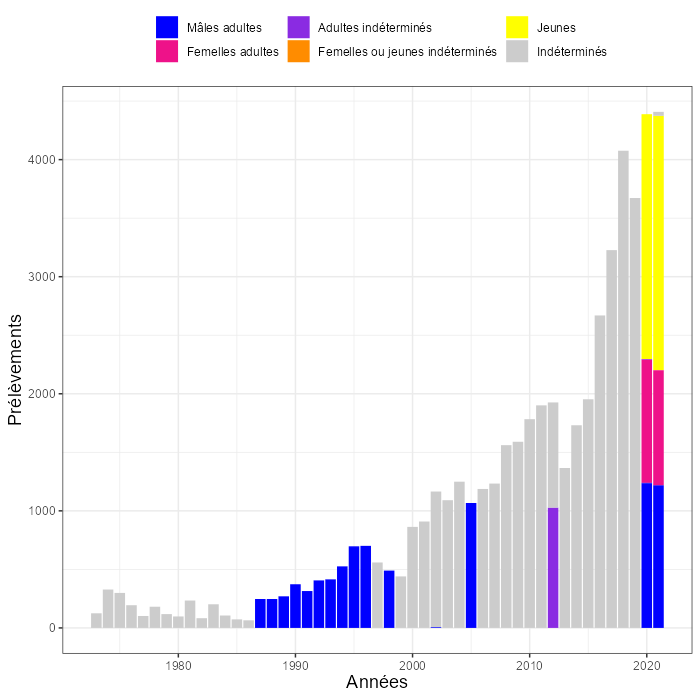 Mâles adultes
Adultes indéterminés
Jeunes
Femelles adultes
Femelles ou jeunes indéterminés
Indéterminés
4000
3000
2000
1000
0
Prélèvements
1980
1990
2000
2010
2020
Années